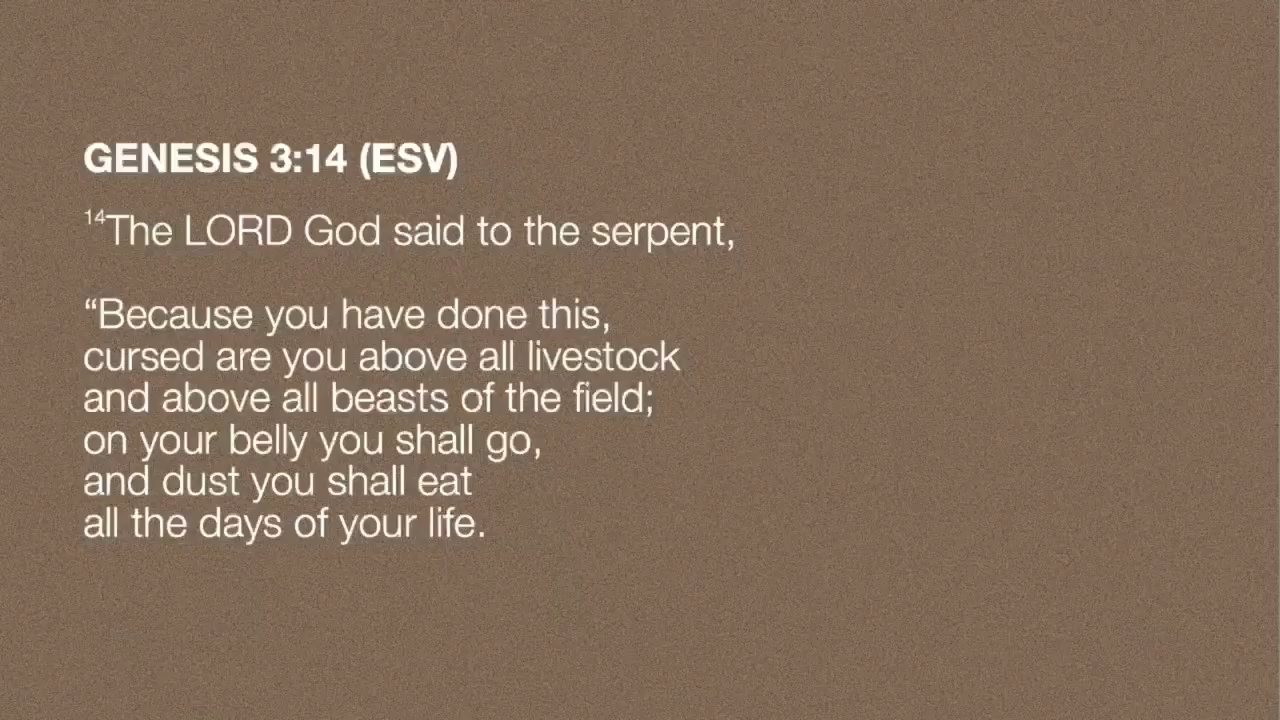 GENESIS 3:14 (ESV)
14The LORD God said to the serpent,
“Because you have done this,
cursed are you above all livestock
and above all beasts of the field;
on your belly you shall go,
and dust you shall eat
all the days of your life.